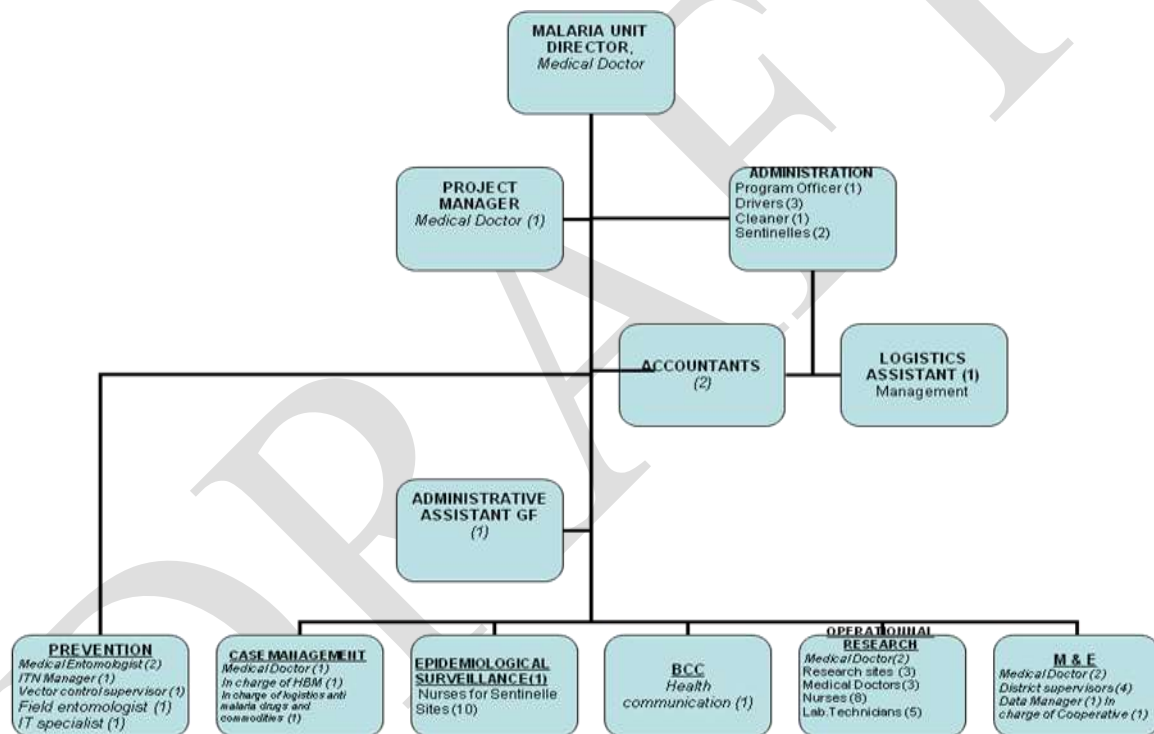 DRAFT
MALARIA UNIT
DIRECTOR,
Medical Doctor
PROJECT
MANAGER
Medical Doctor (1)
ADMINISTRATION
Program Officer (1)
Drivers (3)
Cleaner (1)
Sentinelles (2)
ACCOUNTANTS
(2)
LOGISTICS
ASSISTANT (1)
Management
ADMINISTRATIVE
ASSISTANT GF
(1)
PREVENTION
Medical Entomologist (2)
ITN Manager (1)
Vector control supervisor (1)
Field entomologist (1)
IT specialist (1)
CASE MANAGEMENT
Medical Doctor (1)
In charge of HBM (1)
In charge of logistics anti
malaria drugs and
commodities (1)
EPIDEMIOLOGICAL
SURVEILLANCE(1)
Nurses for Sentinelle
Sites (10)
BCC
Health
communication (1)
OPERATIONNAL
RESEARCH
Medical Doctor(2)
Research sites (3)
Medical Doctors (3)
Nurses (8)
Lab.Technicians (5)
M & E
Medical Doctor (2)
District supervisors (4)
Data Manager (1) In
charge of Cooperative (1)